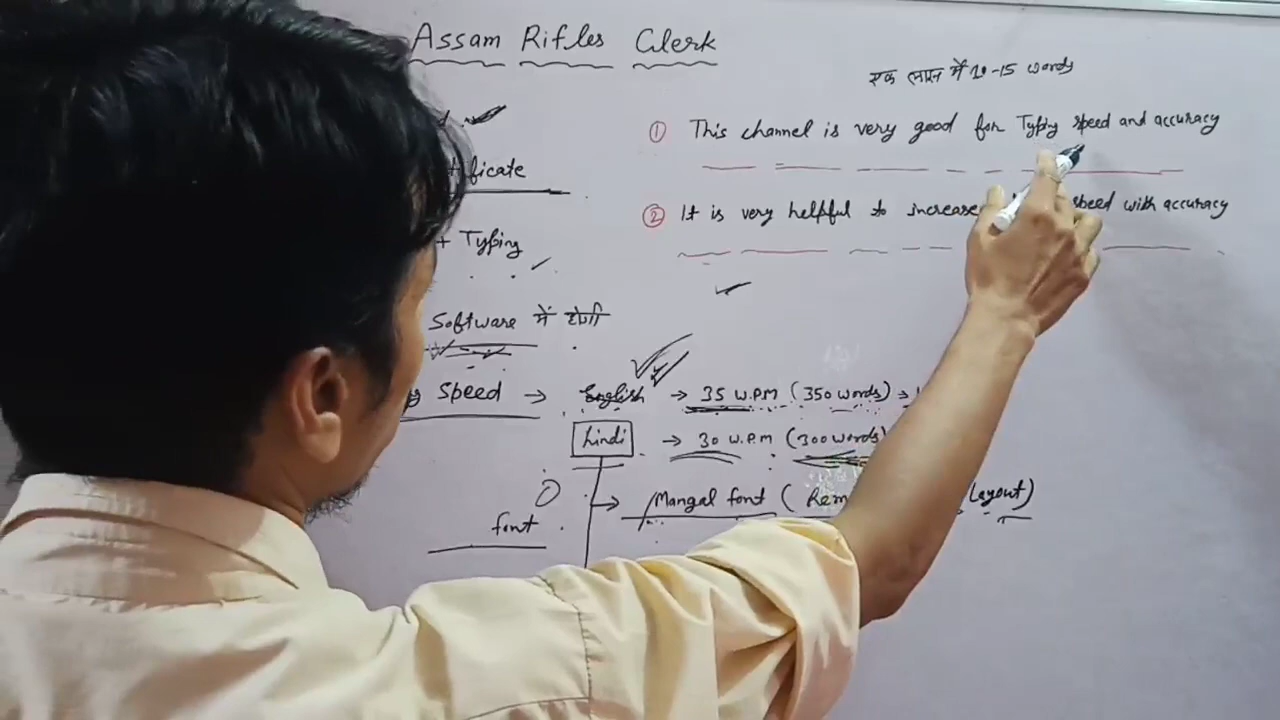 Assam Rifles Clerk
ficate
+ Typing
Software में होगी
Speed → English → 35 W.P.M (350 words) →
hindi → 30 W.P.M (300 words)
→ Mangal font ( Rem layout)
font
एक लाइन में 10-15 words
① This channel is very good for Typing speed and accuracy
② It is very helpful to increase speed with accuracy